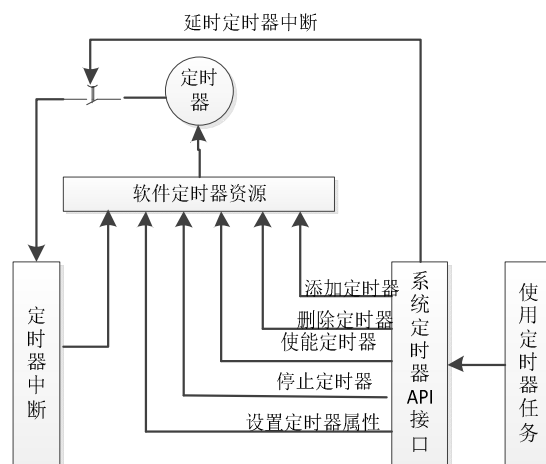 延时定时器中断
定时
器
软件定时器资源
添加定时器
删除定时器
使能定时器
停止定时器
设置定时器属性
定
时
器
中
断
系
统
定
时
器
API
接
口
使
用
定
时
器
任
务